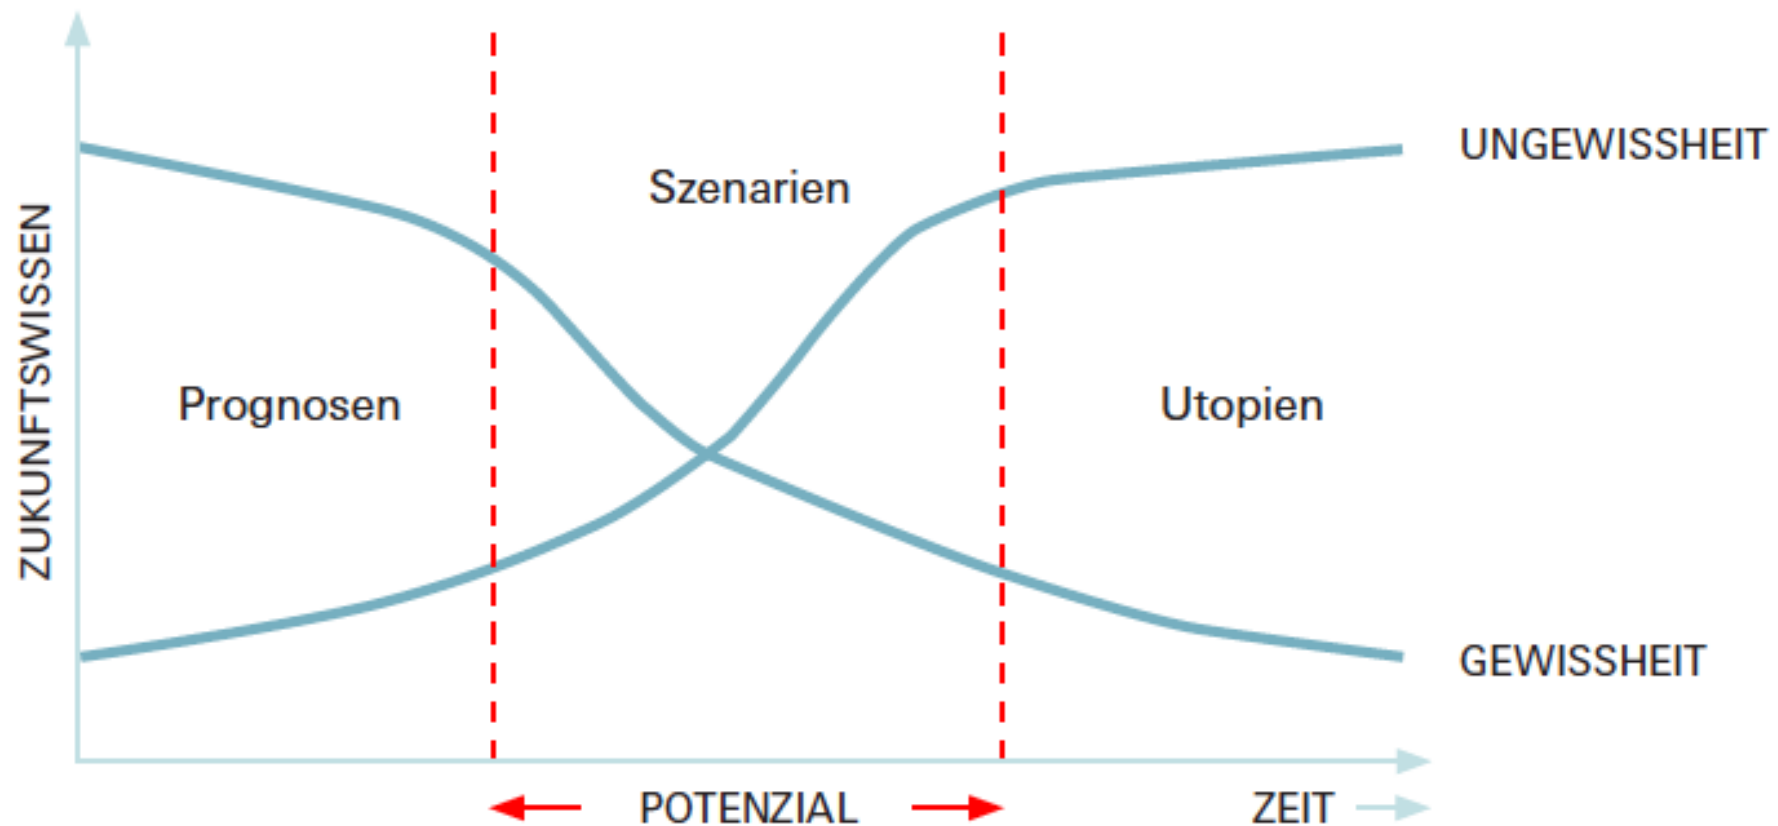 UNGEWISSHEIT
Szenarien
ZUKUNFTSWISSEN
Prognosen
Utopien
GEWISSHEIT
POTENZIAL
ZEIT